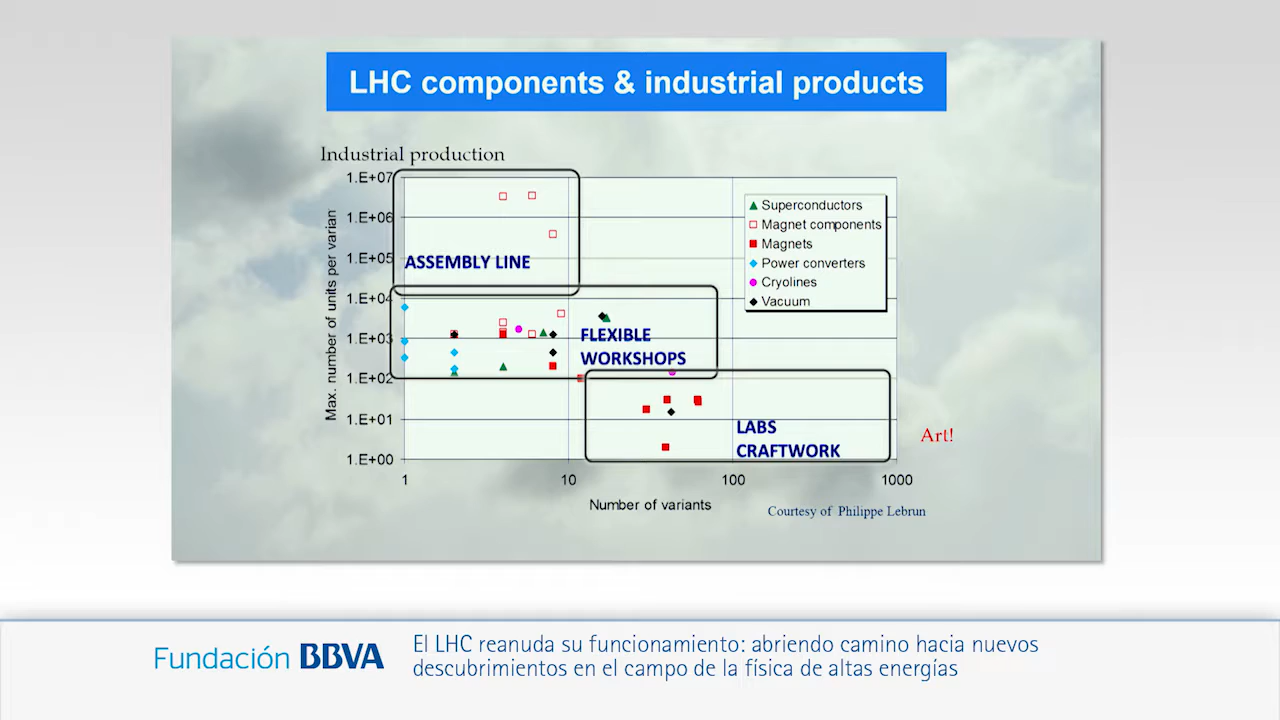 LHC components & industrial products
Industrial production
Max. number of units per varian
1.E+07
1.E+06
1.E+05
1.E+04
1.E+03
1.E+02
1.E+01
1.E+00
ASSEMBLY LINE
FLEXIBLE
WORKSHOPS
LABS
CRAFTWORK
Superconductors
Magnet components
Magnets
Power converters
Cryolines
Vacuum
Art!
1
10
100
1000
Number of variants
Courtesy of Philippe Lebrun
Fundación BBVA
El LHC reanuda su funcionamiento: abriendo camino hacia nuevos
descubrimientos en el campo de la física de altas energías